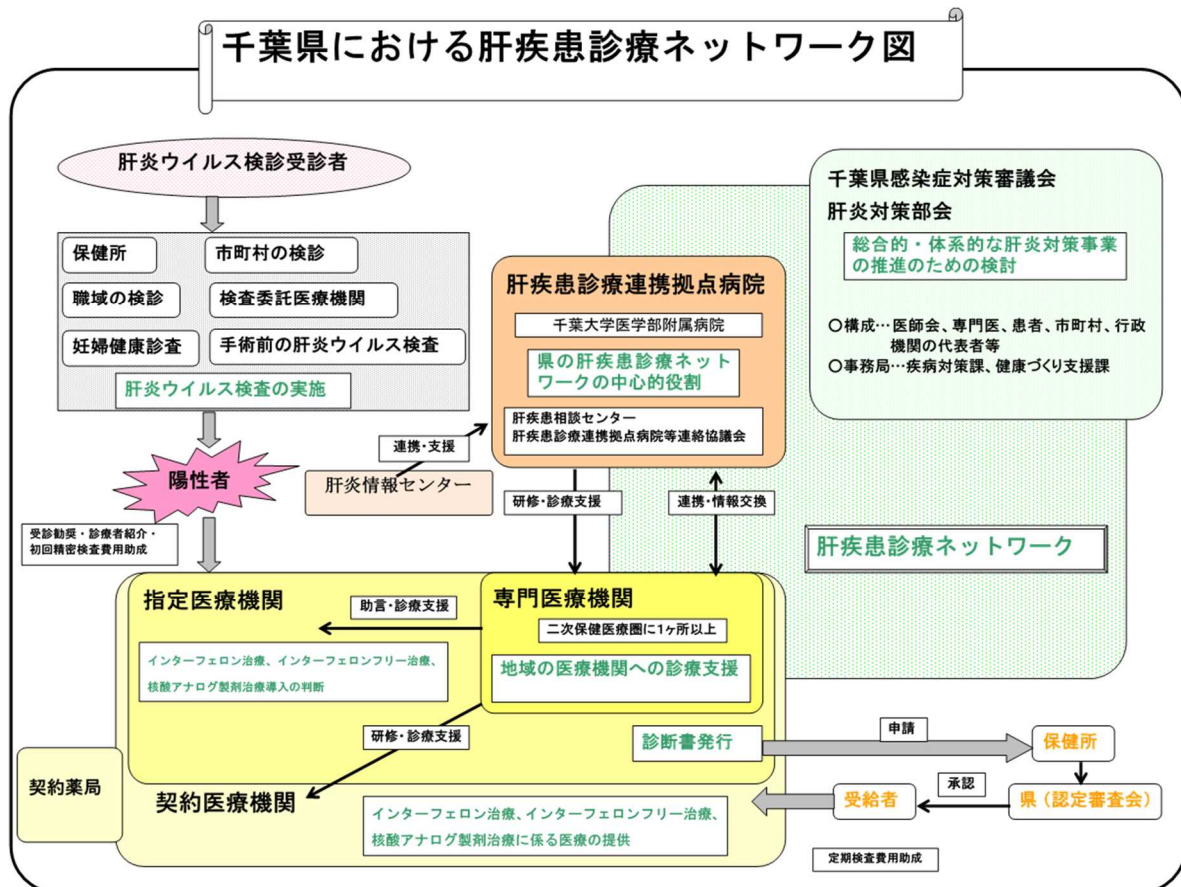 千葉県における肝疾患診療ネットワーク図
肝炎ウイルス検診受診者
保健所
市町村の検診
職域の検診
検査委託医療機関
妊婦健康診査
手術前の肝炎ウイルス検査
肝炎ウイルス検査の実施
陽性者
受診勧奨・診療者紹介・
初回精密検査費用助成
肝炎情報センター
連携・支援
肝疾患診療連携拠点病院
千葉大学医学部附属病院
県の肝疾患診療ネット
ワークの中心的役割
肝疾患相談センター
肝疾患診療連携拠点病院等連絡協議会
千葉県感染症対策審議会
肝炎対策部会
総合的・体系的な肝炎対策事業
の推進のための検討
○構成…医師会、専門医、患者、市町村、行政
機関の代表者等
○事務局…疾病対策課、健康づくり支援課
研修・診療支援
連携・情報交換
肝疾患診療ネットワーク
指定医療機関
助言・診療支援
専門医療機関
二次保健医療圏に1ヶ所以上
地域の医療機関への診療支援
インターフェロン治療、インターフェロンフリー治療、
核酸アナログ製剤治療導入の判断
研修・診療支援
診断書発行
申請
保健所
契約薬局
契約医療機関
インターフェロン治療、インターフェロンフリー治療、
核酸アナログ製剤治療に係る医療の提供
受給者
承認
県（認定審査会）
定期検査費用助成